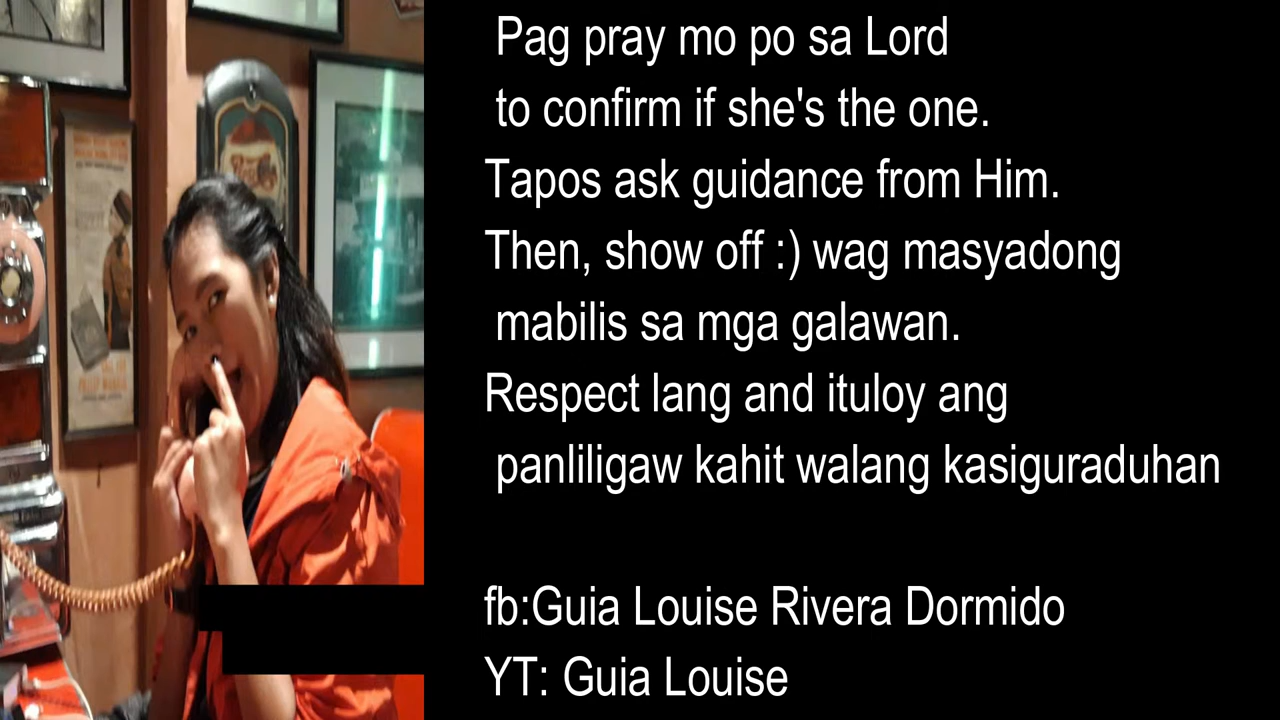 Pag pray mo po sa Lord
to confirm if she's the one.
Tapos ask guidance from Him.
Then, show off :) wag masyadong
mabilis sa mga galawan.
Respect lang and ituloy ang
panliligaw kahit walang kasiguraduhan
fb:Guia Louise Rivera Dormido
YT: Guia Louise